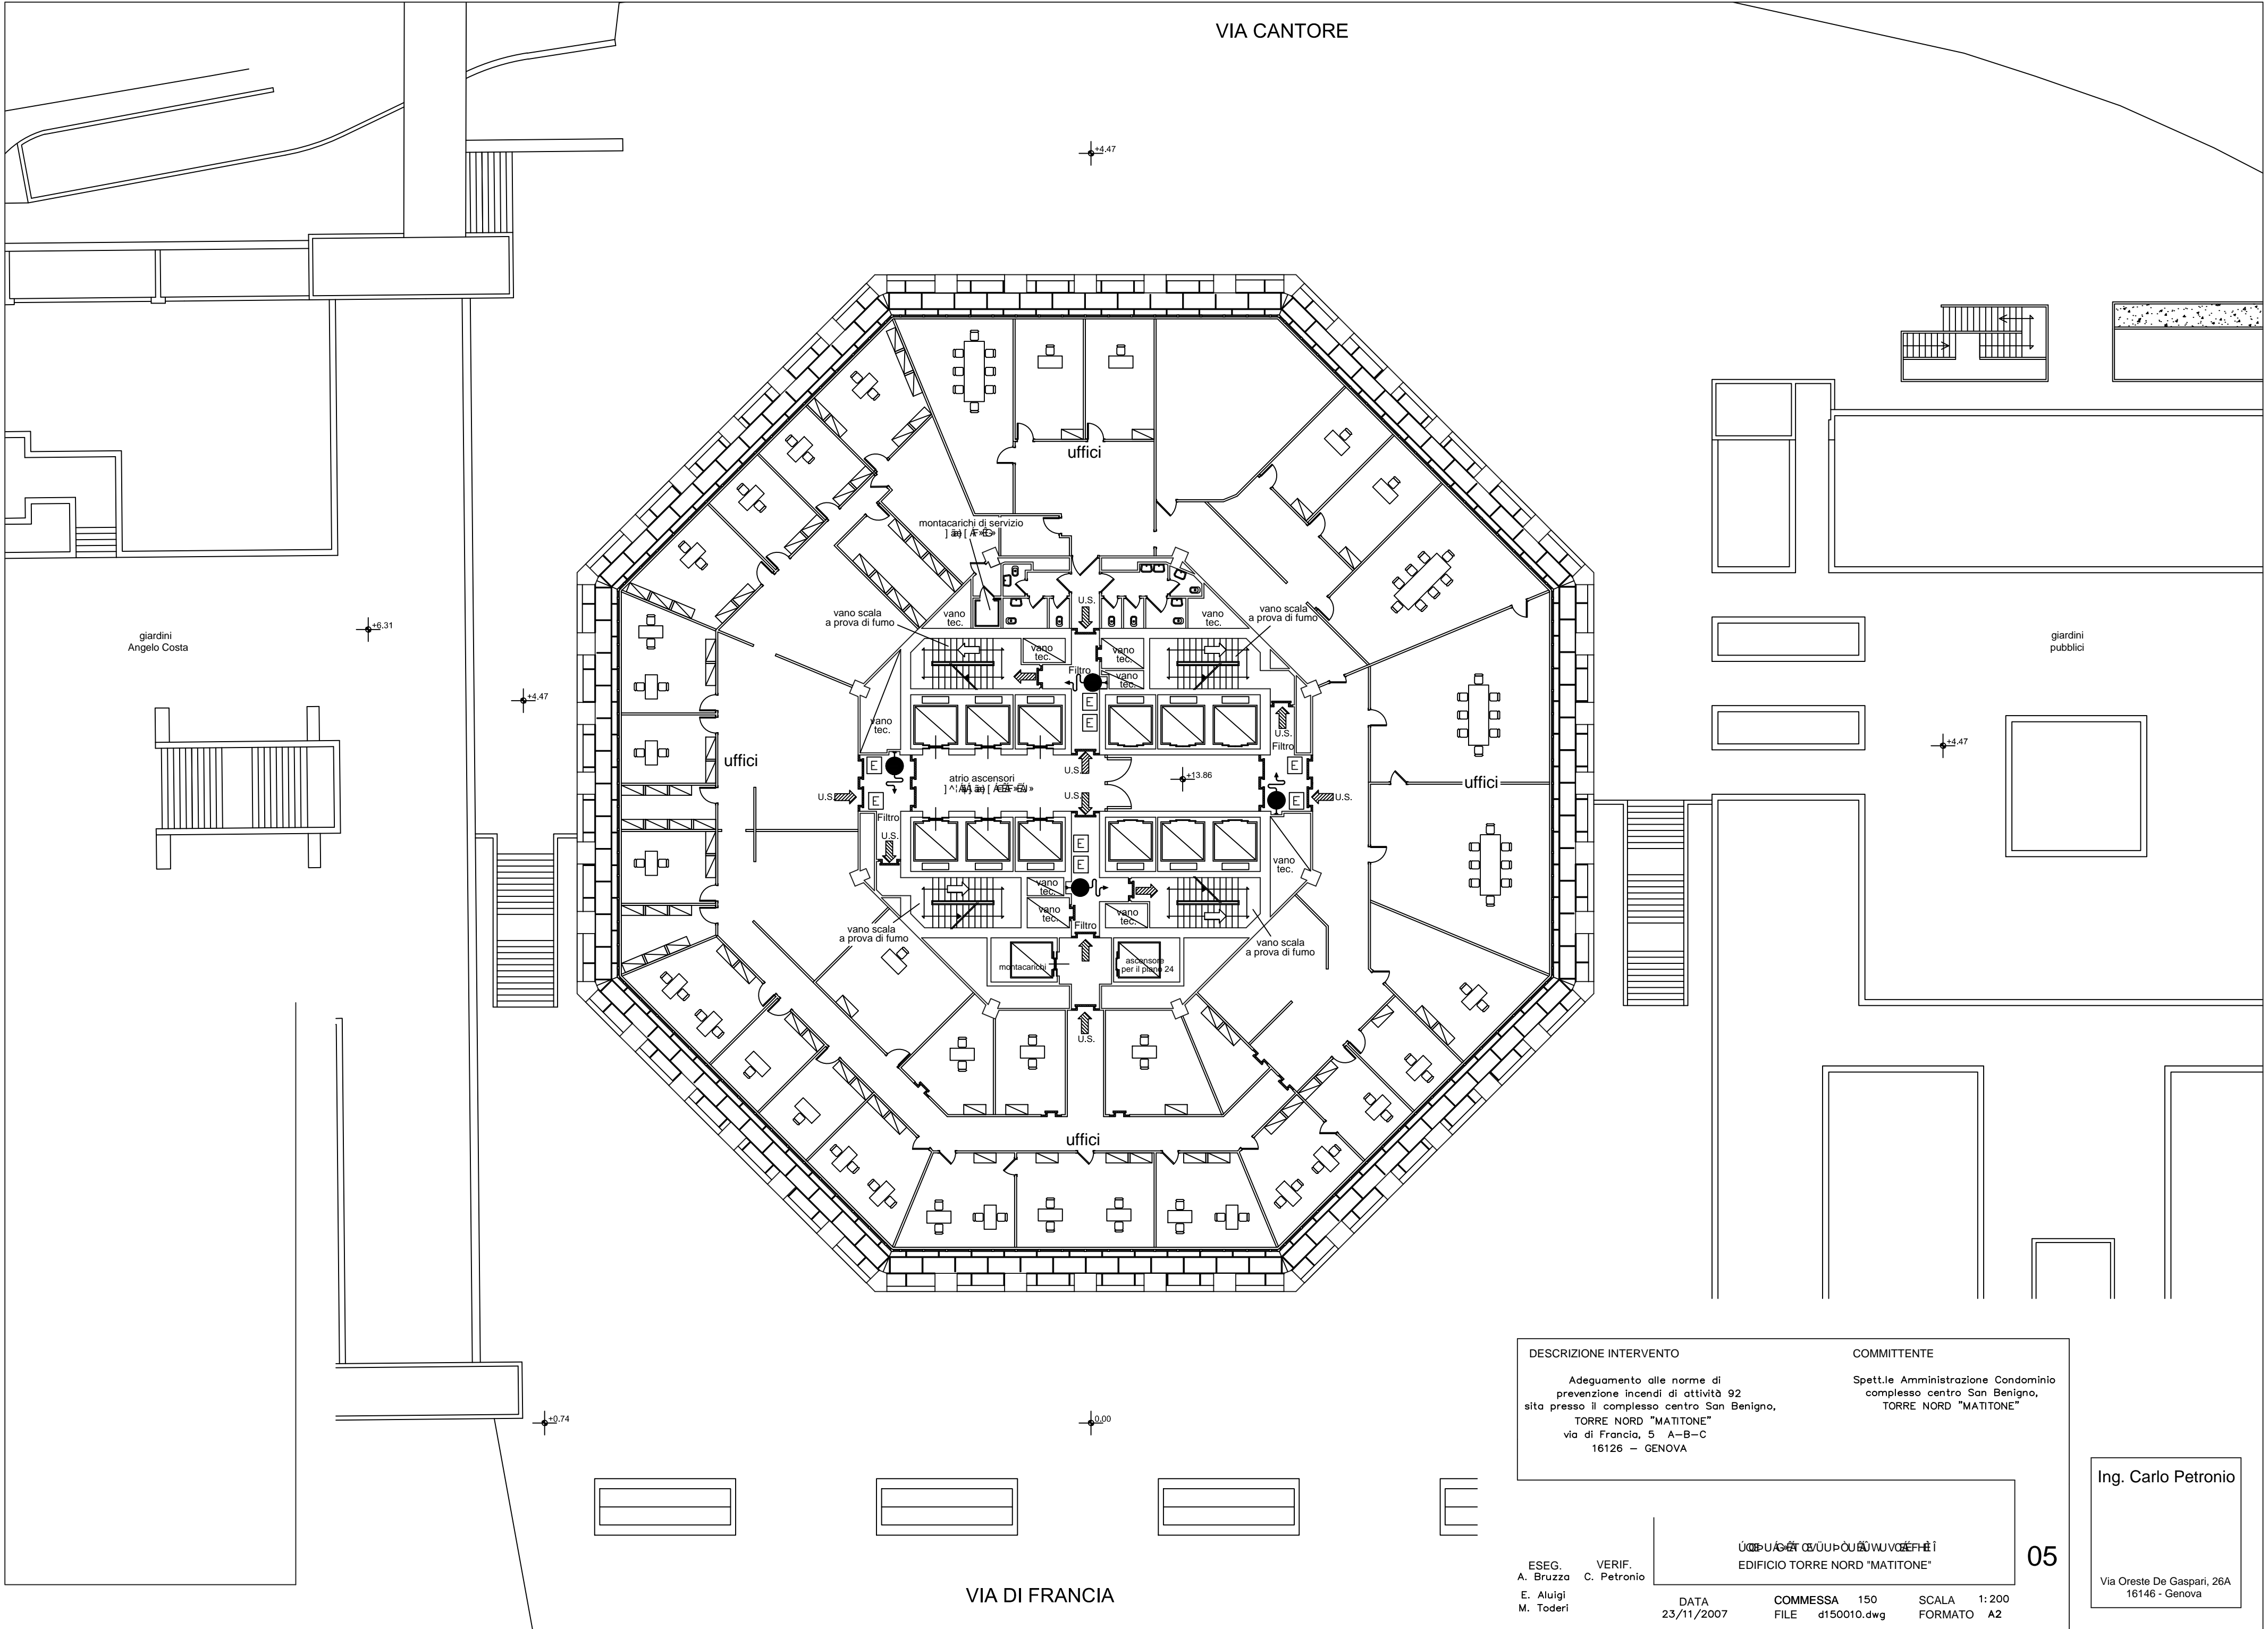 VIA CANTORE
+4.47
uffici
montacarichi di servizio
vano scala
a prova di fumo
vano
tec.
U.S.
vano
tec.
vano scala
a prova di fumo
+6.31
giardini
Angelo Costa
giardini
pubblici
vano
tec.
vano
tec.
Filtro
vano
tec.
+4.47
E
E
vano
tec.
U.S.
Filtro
+4.47
uffici
E
U.S.
E
atrio ascensori
+13.86
uffici
U.S.
E
U.S.
E
U.S.
Filtro
U.S.
E
E
vano
tec.
vano
tec.
vano
tec.
vano
tec.
Filtro
vano scala
a prova di fumo
vano scala
a prova di fumo
montacarichi
ascensore
per il piano 24
U.S.
uffici
+0.74
0.00
VIA DI FRANCIA
DESCRIZIONE INTERVENTO
Adeguamento alle norme di
prevenzione incendi di attività 92
sita presso il complesso centro San Benigno,
TORRE NORD "MATITONE"
via di Francia, 5 A-B-C
16126 - GENOVA
COMMITTENTE
Spett.le Amministrazione Condominio
complesso centro San Benigno,
TORRE NORD "MATITONE"
EDIFICIO TORRE NORD "MATITONE"
05
ESEG. VERIF.
A. Bruzza C. Petronio
E. Aluigi
M. Toderi
DATA
23/11/2007
COMMESSA 150
FILE d150010.dwg
SCALA 1:200
FORMATO A2
Ing. Carlo Petronio
Via Oreste De Gaspari, 26A
16146 - Genova